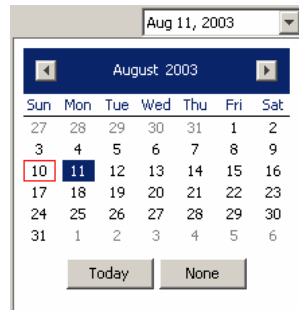 Aug 11, 2003
August 2003
Sun Mon Tue Wed Thu Fri Sat
27 28 29 30 31 1 2
3 4 5 6 7 8 9
10 11 12 13 14 15 16
17 18 19 20 21 22 23
24 25 26 27 28 29 30
31 1 2 3 4 5 6
Today None